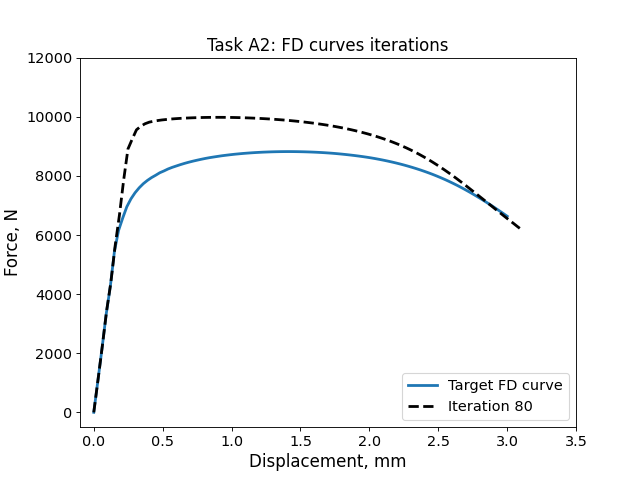 Task A2: FD curves iterations
12000
10000
8000
6000
4000
2000
0
Force, N
0.0 0.5 1.0 1.5 2.0 2.5 3.0 3.5
Displacement, mm
Target FD curve
Iteration 80